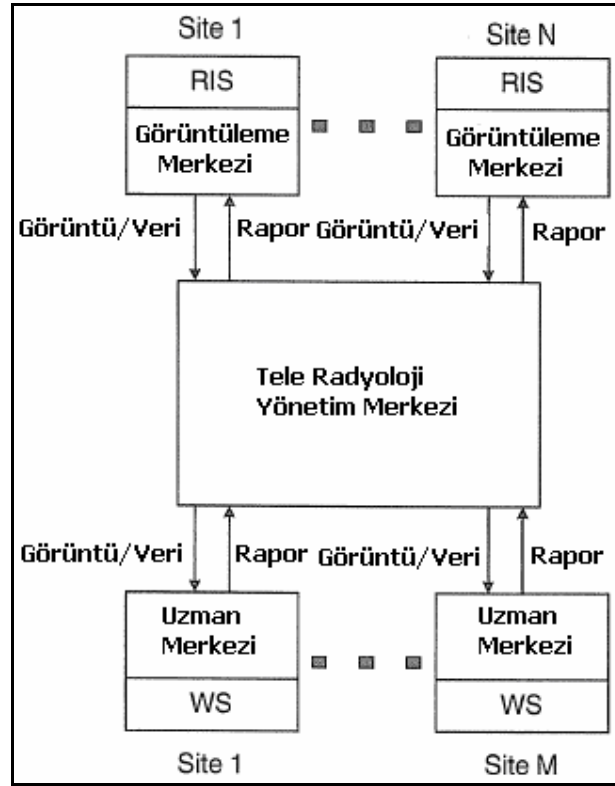 Site 1
Site N
RIS
RIS
Görüntüleme
Merkezi
Görüntüleme
Merkezi
Görüntü/Veri
Rapor
Görüntü/Veri
Rapor
Tele Radyoloji
Yönetim Merkezi
Görüntü/Veri
Rapor
Görüntü/Veri
Rapor
Uzman
Merkezi
Uzman
Merkezi
WS
WS
Site 1
Site M